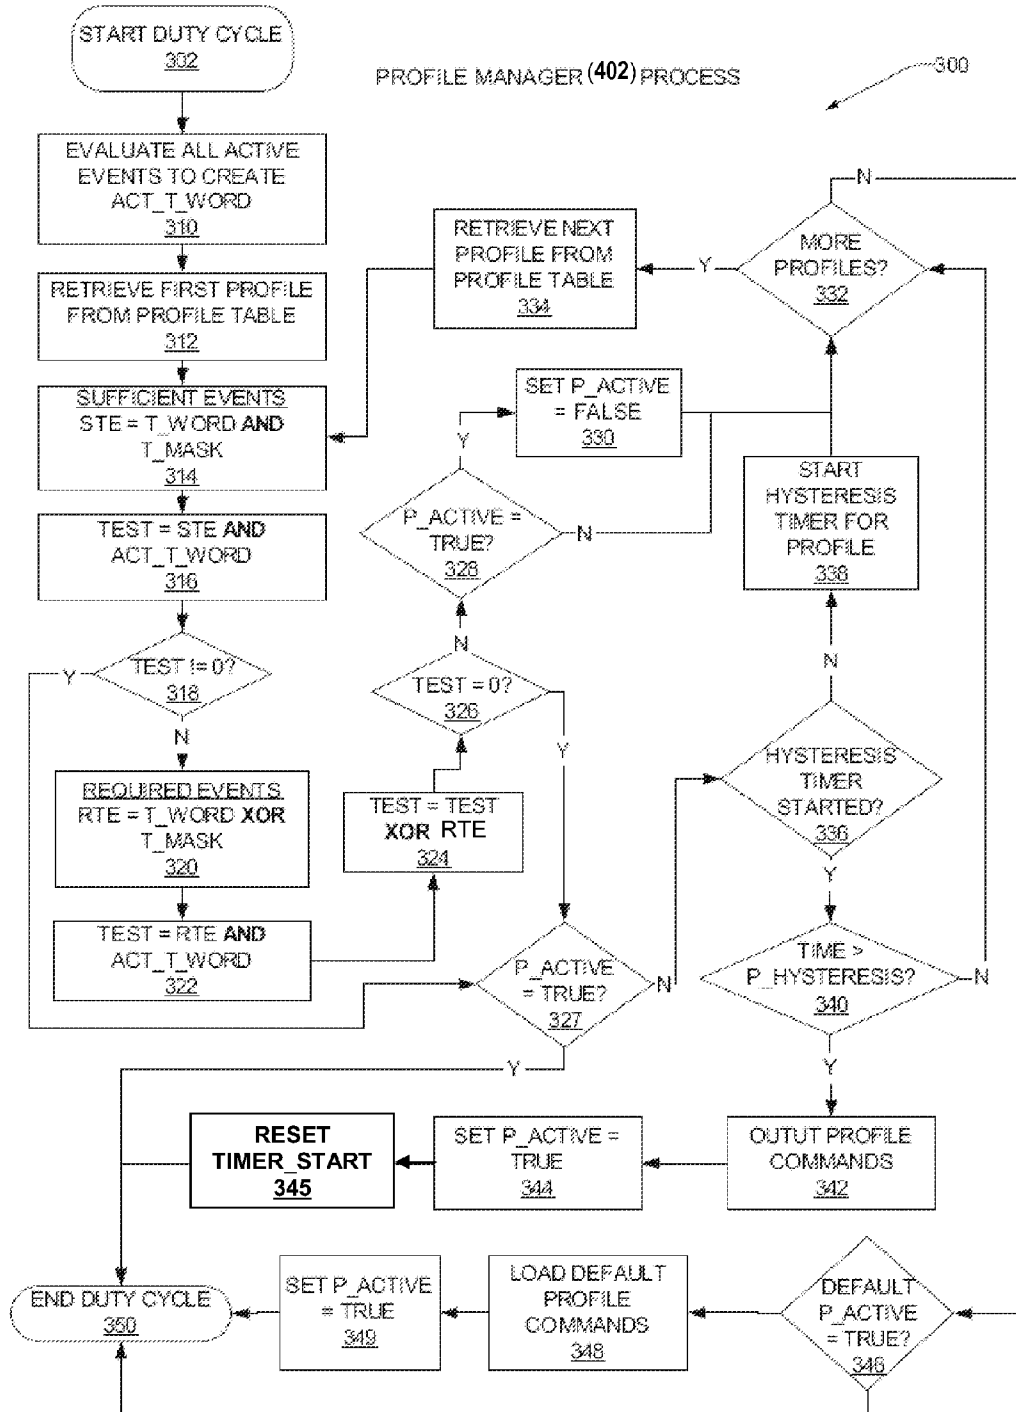 START DUTY CYCLE
302
PROFILE MANAGER (402) PROCESS
300
EVALUATE ALL ACTIVE
EVENTS TO CREATE
ACT_T_WORD
310
RETRIEVE FIRST PROFILE
FROM PROFILE TABLE
312
SUFFICIENT EVENTS
STE = T_WORD AND
T_MASK
314
TEST = STE AND
ACT_T_WORD
316
TEST != 0?
318
Y
N
REQUIRED EVENTS
RTE = T_WORD XOR
T_MASK
320
TEST = RTE AND
ACT_T_WORD
322
TEST = TEST
XOR RTE
324
TEST = 0?
326
N
Y
P_ACTIVE =
TRUE?
328
Y
N
SET P_ACTIVE
= FALSE
330
RETRIEVE NEXT
PROFILE FROM
PROFILE TABLE
334
Y
MORE
PROFILES?
332
N
START
HYSTERESIS
TIMER FOR
PROFILE
338
N
HYSTERESIS
TIMER
STARTED?
336
Y
TIME >
P_HYSTERESIS?
340
N
Y
P_ACTIVE
= TRUE?
327
N
Y
OUTUT PROFILE
COMMANDS
342
SET P_ACTIVE =
TRUE
344
RESET
TIMER_START
345
DEFAULT
P_ACTIVE
= TRUE?
346
LOAD DEFAULT
PROFILE
COMMANDS
348
SET P_ACTIVE
= TRUE
349
END DUTY CYCLE
350